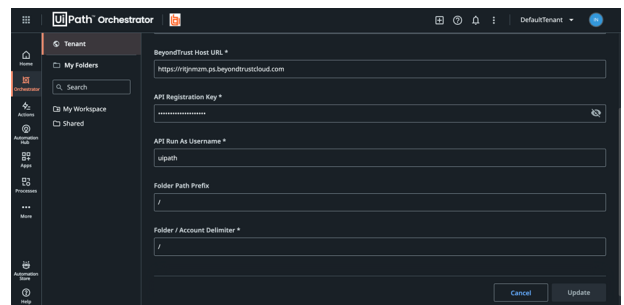 UiPath™ Orchestrator
DefaultTenant
Home
Orchestrator
Actions
Automation
Hub
Apps
Processes
More
Automation
Store
Help
Tenant
My Folders
Search
My Workspace
Shared
BeyondTrust Host URL *
https://ritjnmzm.ps.beyondtrustcloud.com
API Registration Key *
••••••••••••••••••••
API Run As Username *
uipath
Folder Path Prefix
/
Folder / Account Delimiter *
/
Cancel
Update